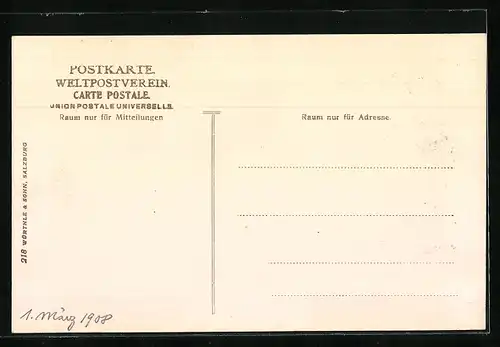 POSTKARTE.
WELTPOSTVEREIN.
CARTE POSTALE.
UNION POSTALE UNIVERSELLE.
Raum nur für Mitteilungen
Raum nur für Adresse.
218 WÜRTHLE & SOHN, SALZBURG
1. März 1908